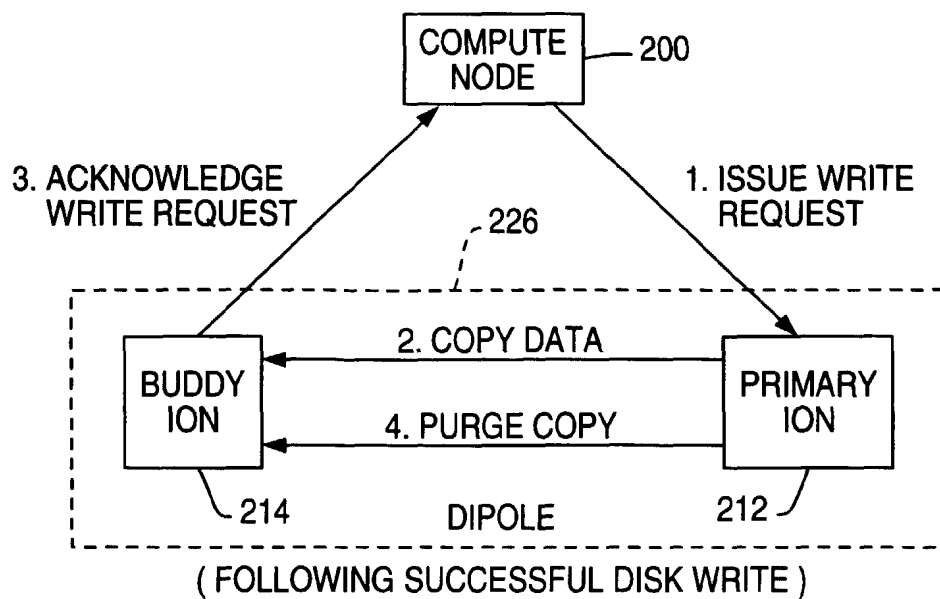 COMPUTE
NODE
200
3. ACKNOWLEDGE
WRITE REQUEST
1. ISSUE WRITE
REQUEST
226
2. COPY DATA
BUDDY
ION
PRIMARY
ION
4. PURGE COPY
214
DIPOLE
212
( FOLLOWING SUCCESSFUL DISK WRITE )